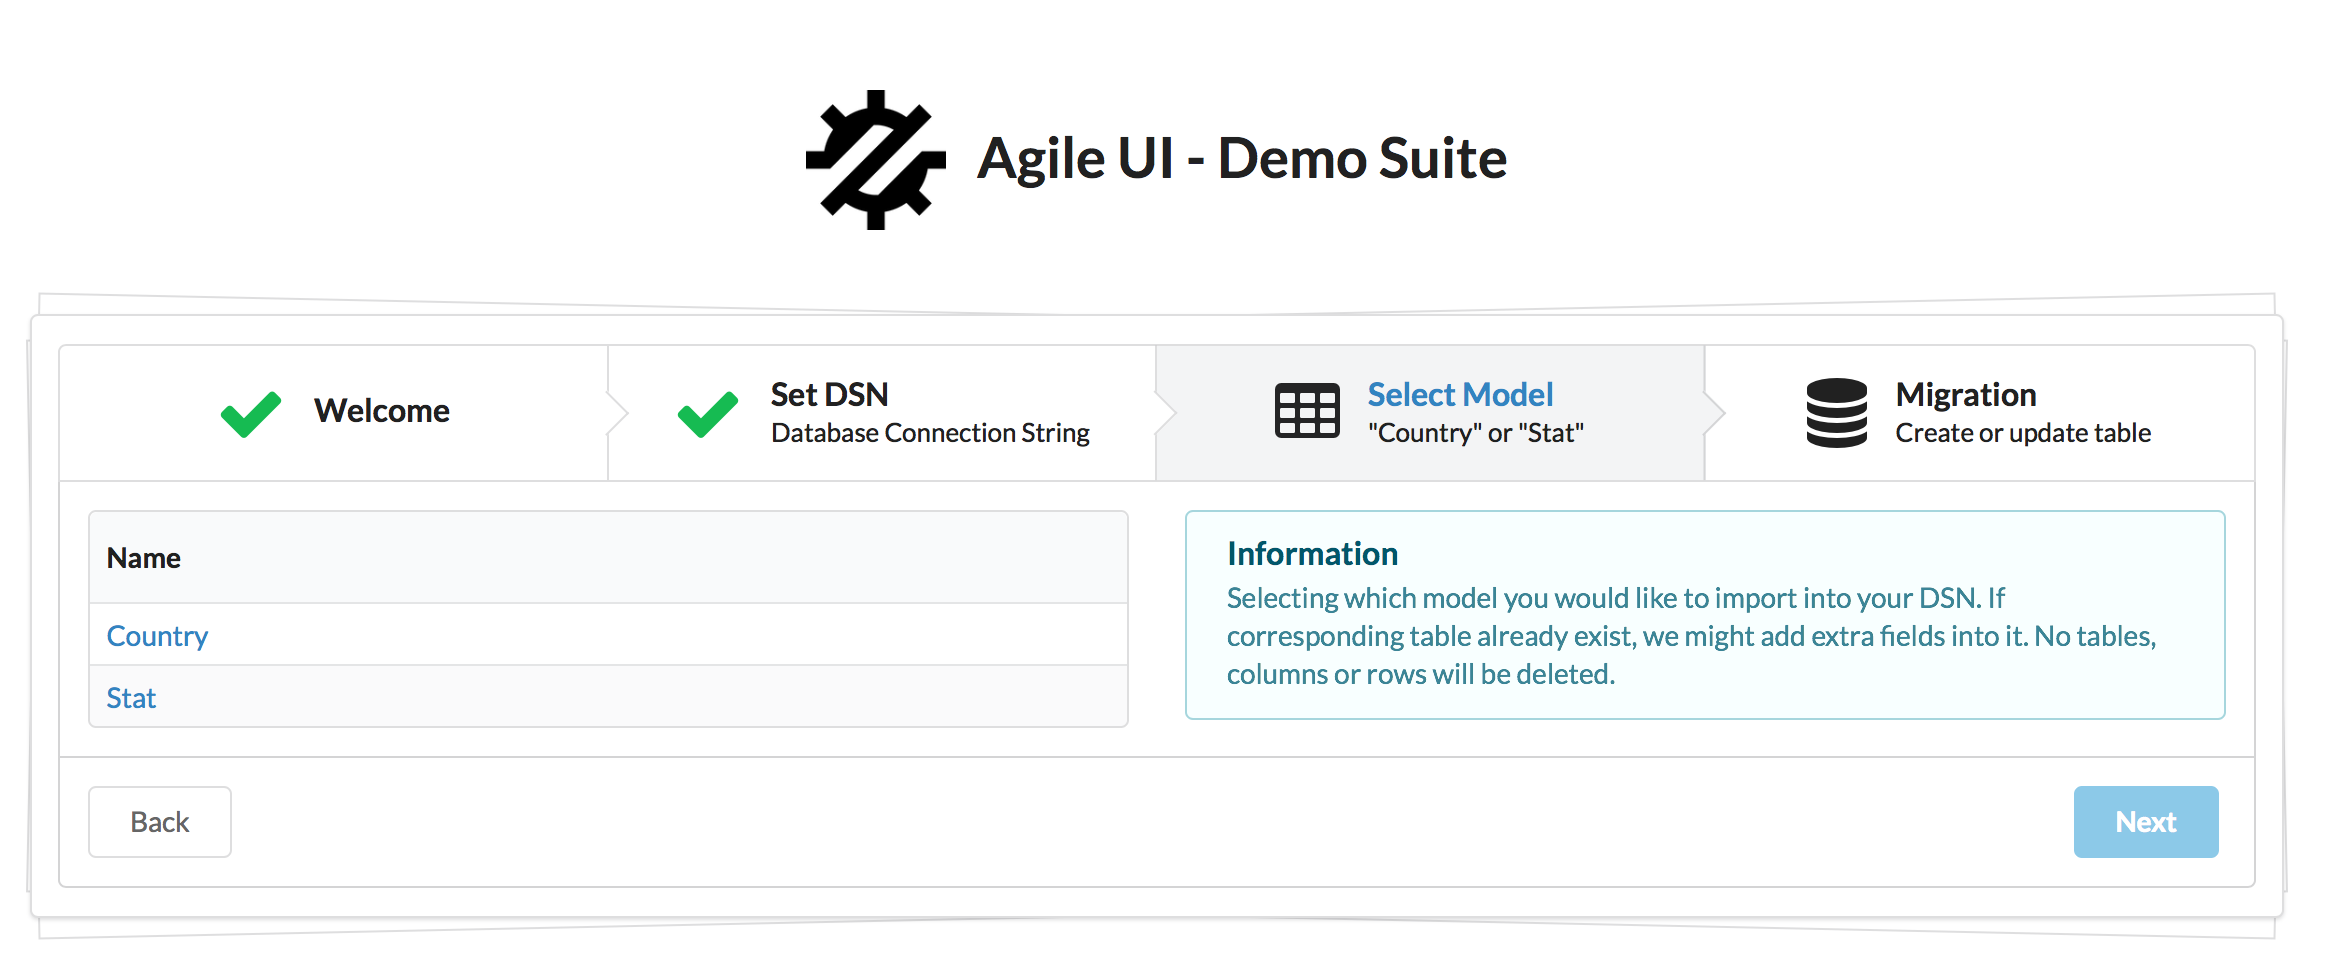 Agile UI - Demo Suite
Welcome
Set DSN
Database Connection String
Select Model
"Country" or "Stat"
Migration
Create or update table
Name
Country
Stat
Information
Selecting which model you would like to import into your DSN. If
corresponding table already exist, we might add extra fields into it. No tables,
columns or rows will be deleted.
Back
Next